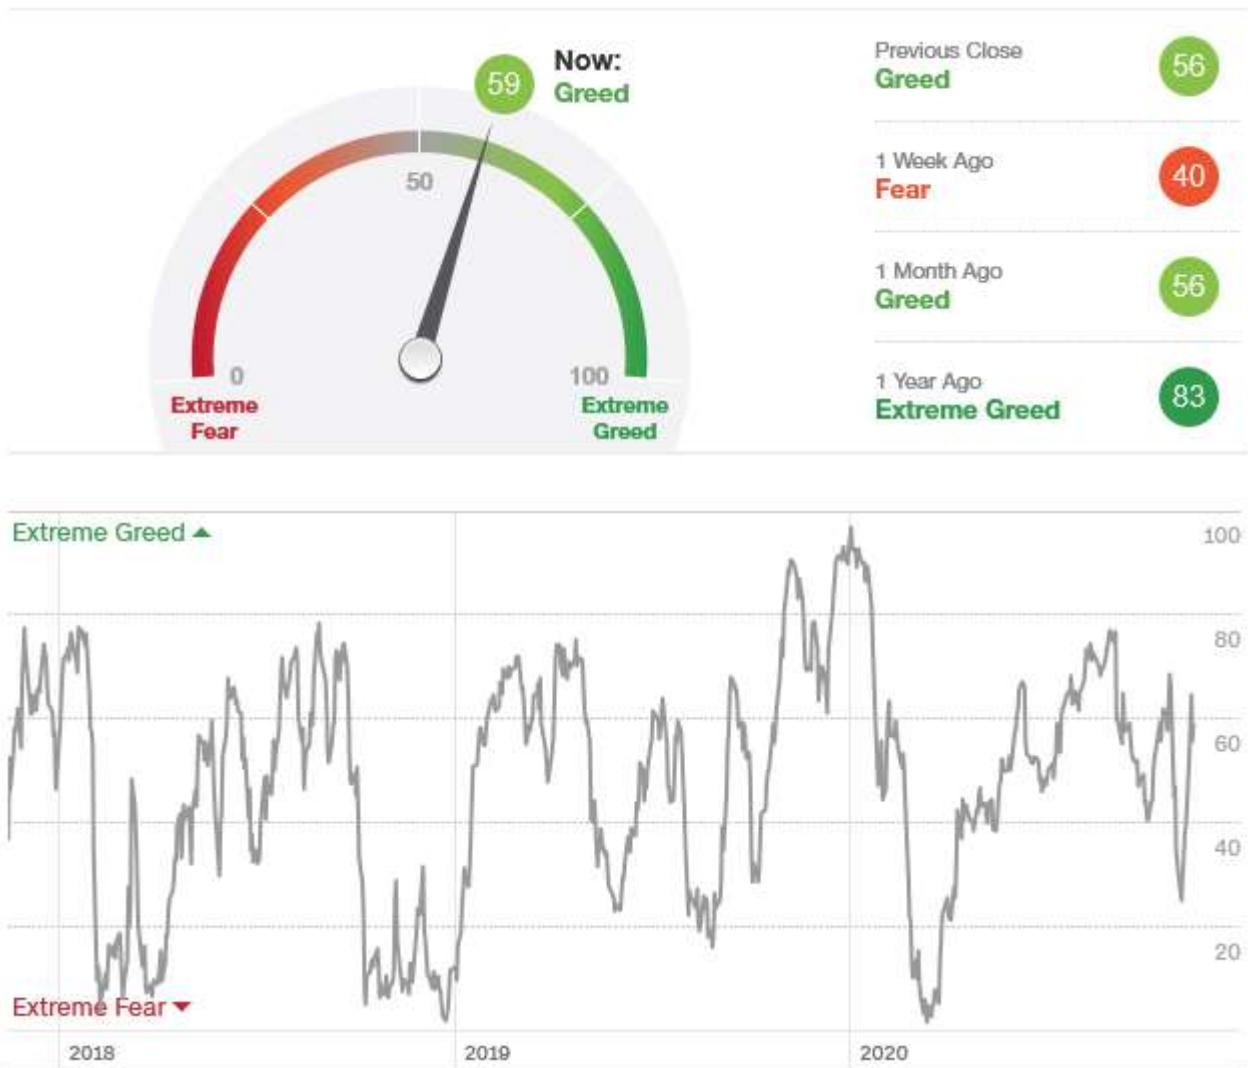 59
Now:
Greed
50
0
100
Extreme
Fear
Extreme
Greed
Previous Close
Greed
56
1 Week Ago
Fear
40
1 Month Ago
Greed
56
1 Year Ago
Extreme Greed
83
Extreme Greed ▲
100
80
60
40
20
Extreme Fear ▼
2018
2019
2020